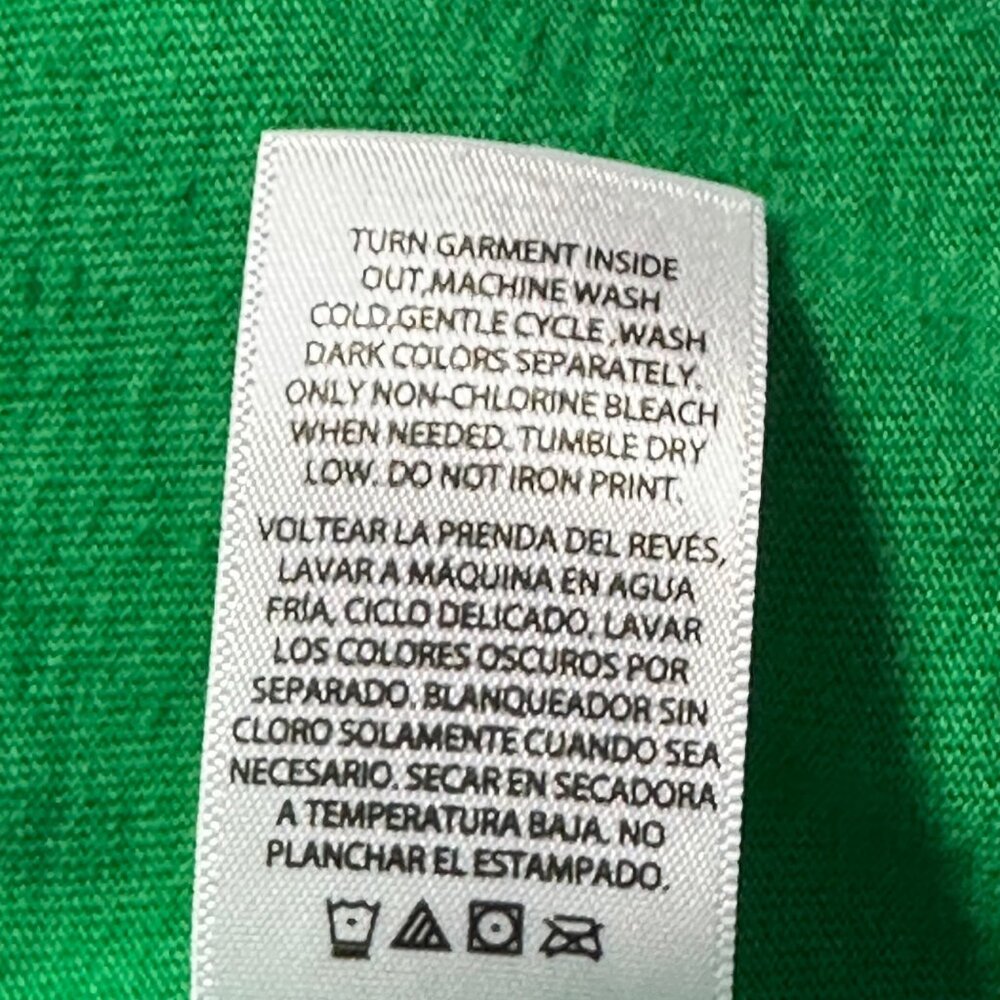 TURN GARMENT INSIDE
OUT,MACHINE WASH
COLD,GENTLE CYCLE,WASH
DARK COLORS SEPARATELY.
ONLY NON-CHLORINE BLEACH
WHEN NEEDED. TUMBLE DRY
LOW. DO NOT IRON PRINT.
VOLTEAR LA PRENDA DEL REVÉS,
LAVAR A MÁQUINA EN AGUA
FRÍA, CICLO DELICADO, LAVAR
LOS COLORES OSCUROS POR
SEPARADO. BLANQUEADOR SIN
CLORO SOLAMENTE CUANDO SEA
NECESARIO. SECAR EN SECADORA
A TEMPERATURA BAJA. NO
PLANCHAR EL ESTAMPADO.